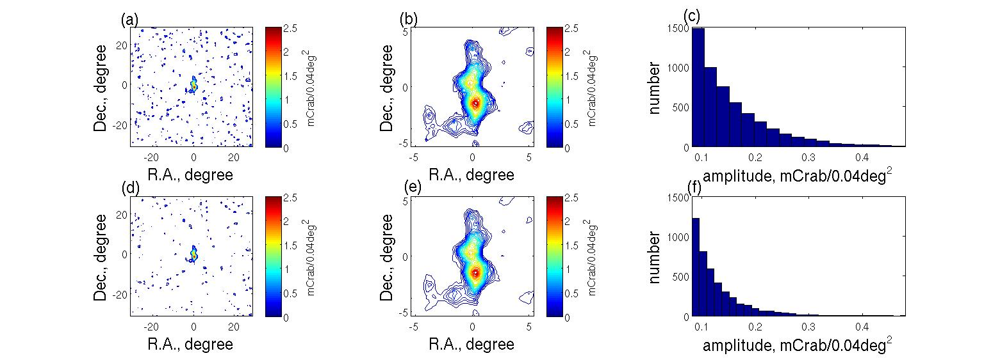 (a)
20
0
-20
-20 0 20
R.A., degree
Dec., degree
2.5
2
1.5
1
0.5
0
mCrab/0.04deg2
(b)
5
0
-5
-5 0 5
R.A., degree
Dec., degree
2.5
2
1.5
1
0.5
0
mCrab/0.04deg2
(c)
1500
1000
500
0
0.1 0.2 0.3 0.4
amplitude, mCrab/0.04deg2
number
(d)
20
0
-20
-20 0 20
R.A., degree
Dec., degree
2.5
2
1.5
1
0.5
0
mCrab/0.04deg2
(e)
5
0
-5
-5 0 5
R.A., degree
Dec., degree
2.5
2
1.5
1
0.5
0
mCrab/0.04deg2
(f)
1500
1000
500
0
0.1 0.2 0.3 0.4
amplitude, mCrab/0.04deg2
number